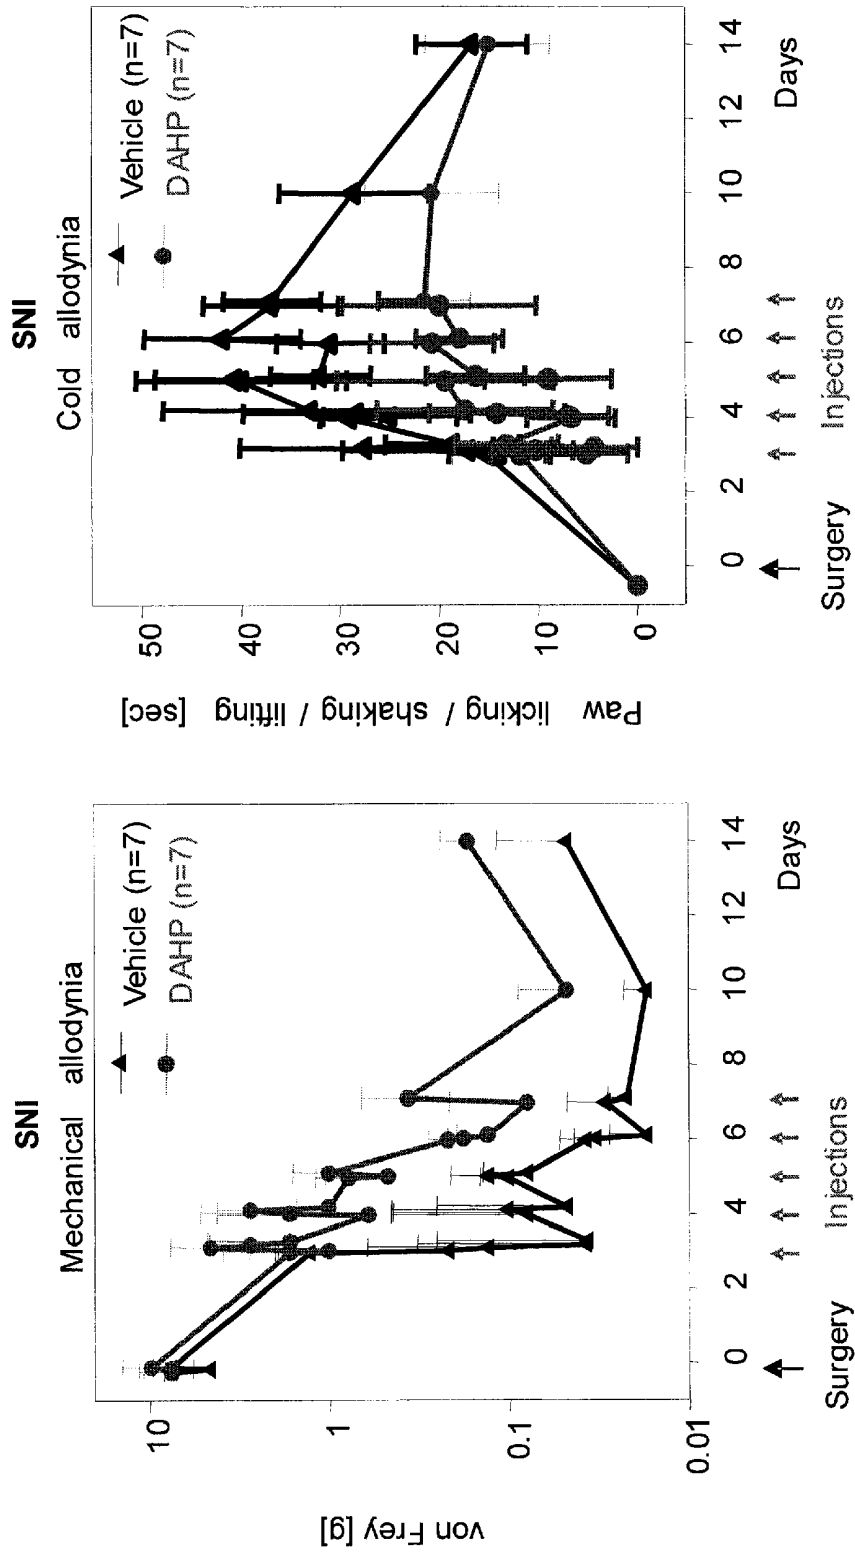 SNI
Mechanical allodynia
Vehicle (n=7)
DAHP (n=7)
von Frey [g]
10
1
0.1
0.01
0 2 4 6 8 10 12 14
Surgery Injections Days
SNI
Cold allodynia
Vehicle (n=7)
DAHP (n=7)
Paw licking / shaking / lifting [sec]
50
40
30
20
10
0
0 2 4 6 8 10 12 14
Surgery Injections Days